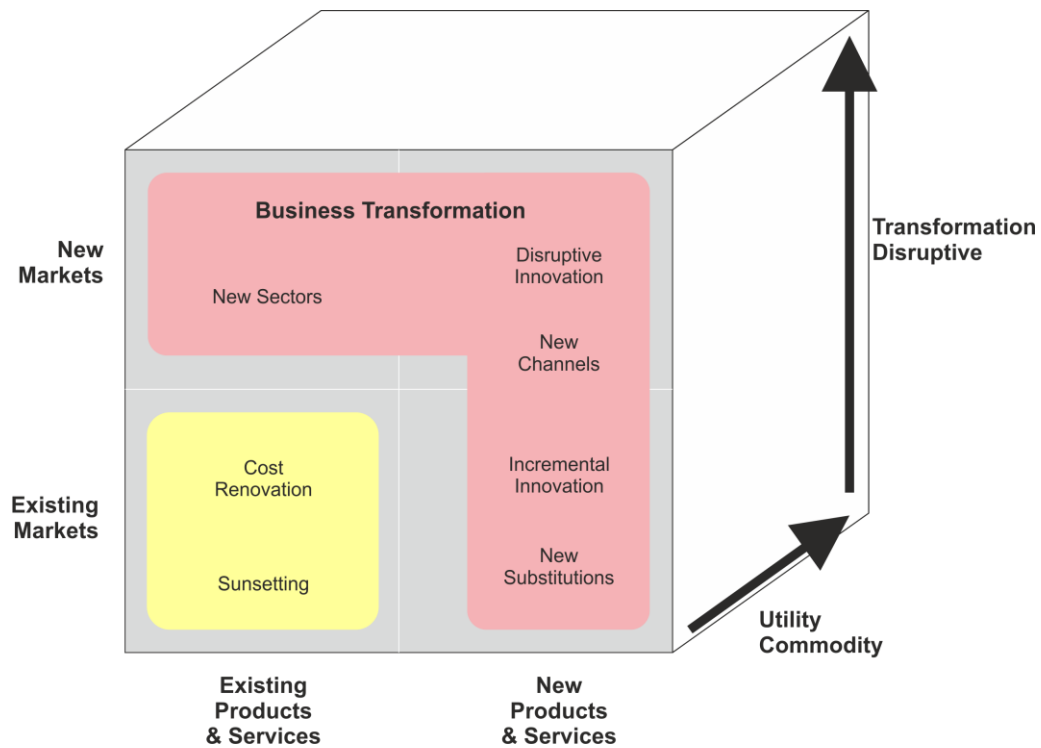 Business Transformation
New
Markets
New Sectors
Disruptive
Innovation
New
Channels
Transformation
Disruptive
Existing
Markets
Cost
Renovation
Sunsetting
Incremental
Innovation
New
Substitutions
Utility
Commodity
Existing
Products
& Services
New
Products
& Services